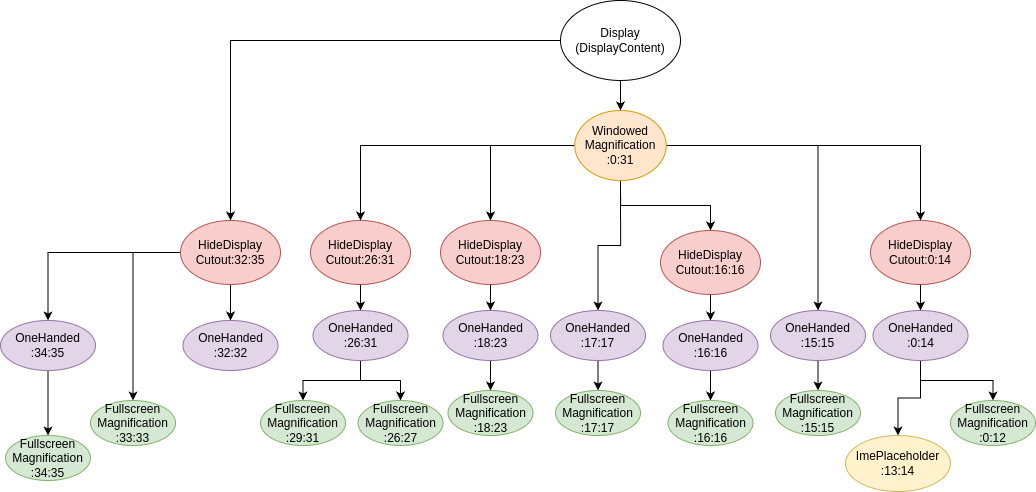 Display
(DisplayContent)
Windowed
Magnification
:0:31
HideDisplay
Cutout:32:35
HideDisplay
Cutout:26:31
HideDisplay
Cutout:18:23
HideDisplay
Cutout:16:16
HideDisplay
Cutout:0:14
OneHanded
:34:35
OneHanded
:32:32
OneHanded
:26:31
OneHanded
:18:23
OneHanded
:17:17
OneHanded
:16:16
OneHanded
:15:15
OneHanded
:0:14
Fullscreen
Magnification
:34:35
Fullscreen
Magnification
:33:33
Fullscreen
Magnification
:29:31
Fullscreen
Magnification
:26:27
Fullscreen
Magnification
:18:23
Fullscreen
Magnification
:17:17
Fullscreen
Magnification
:16:16
Fullscreen
Magnification
:15:15
ImePlaceholder
:13:14
Fullscreen
Magnification
:0:12